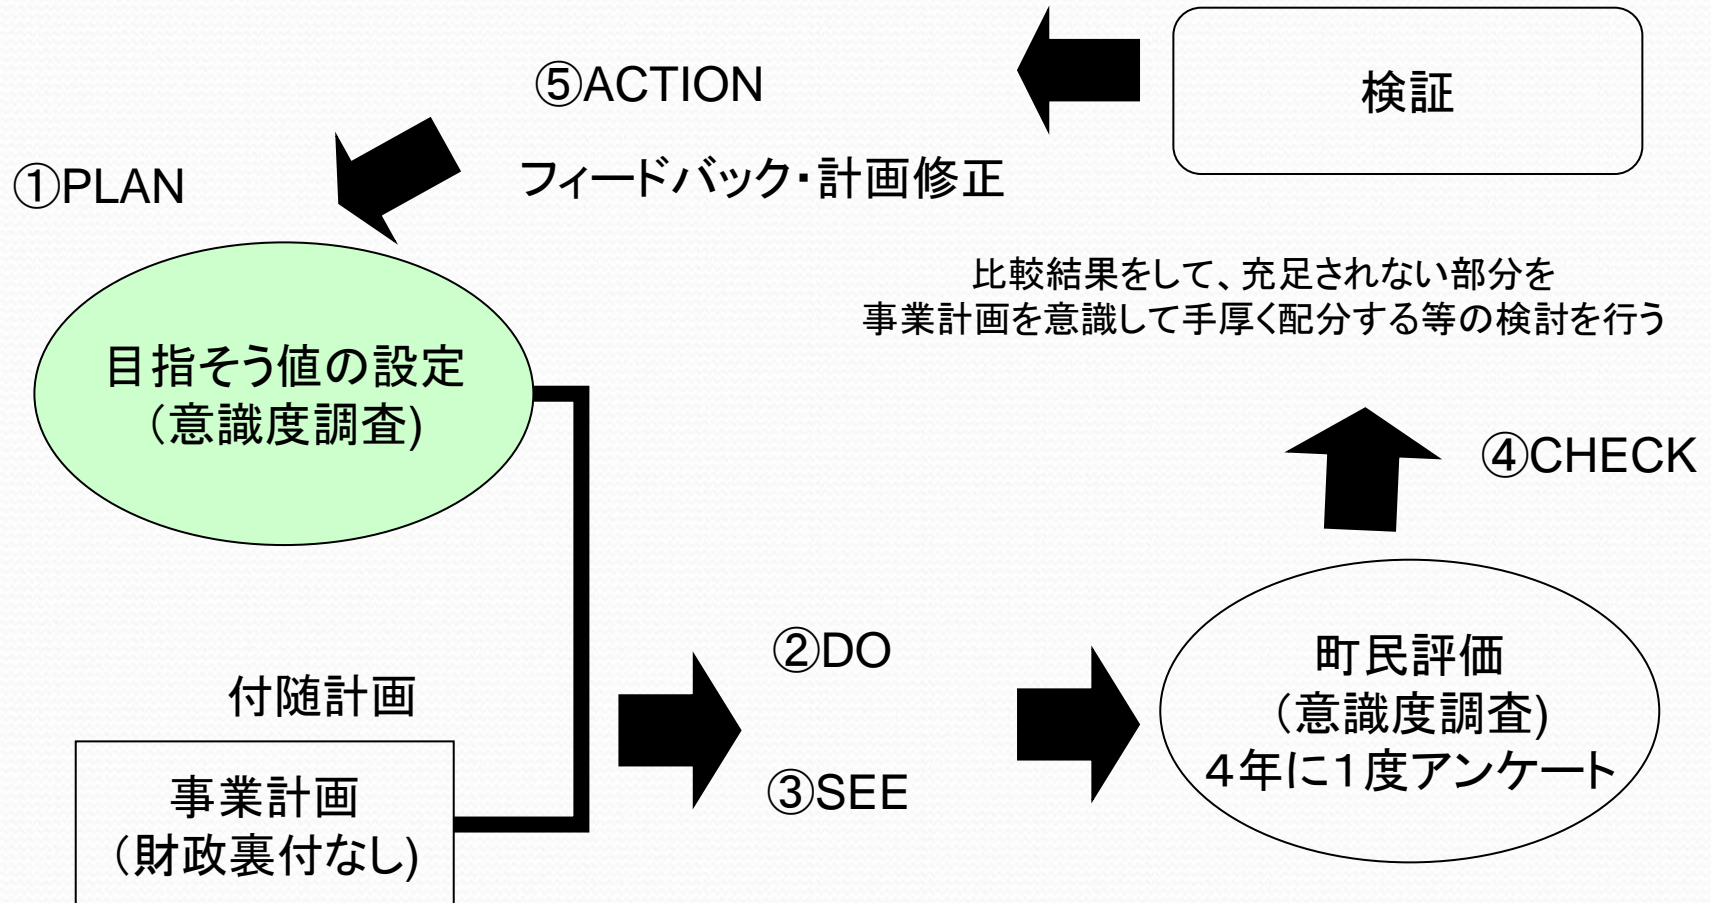 ⑤ACTION
フィードバック・計画修正
検証
①PLAN
目指そう値の設定
（意識度調査)
比較結果をして、充足されない部分を
事業計画を意識して手厚く配分する等の検討を行う
④CHECK
付随計画
事業計画
（財政裏付なし)
②DO
③SEE
町民評価
（意識度調査)
４年に１度アンケート